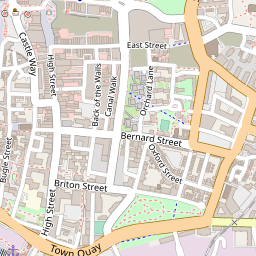 East Street
Castle Way
High Street
Back of the Walls
Canal Walk
Orchard Lane
Bernard Street
Oxford Street
Bugle Street
Briton Street
High Street
Town Quay